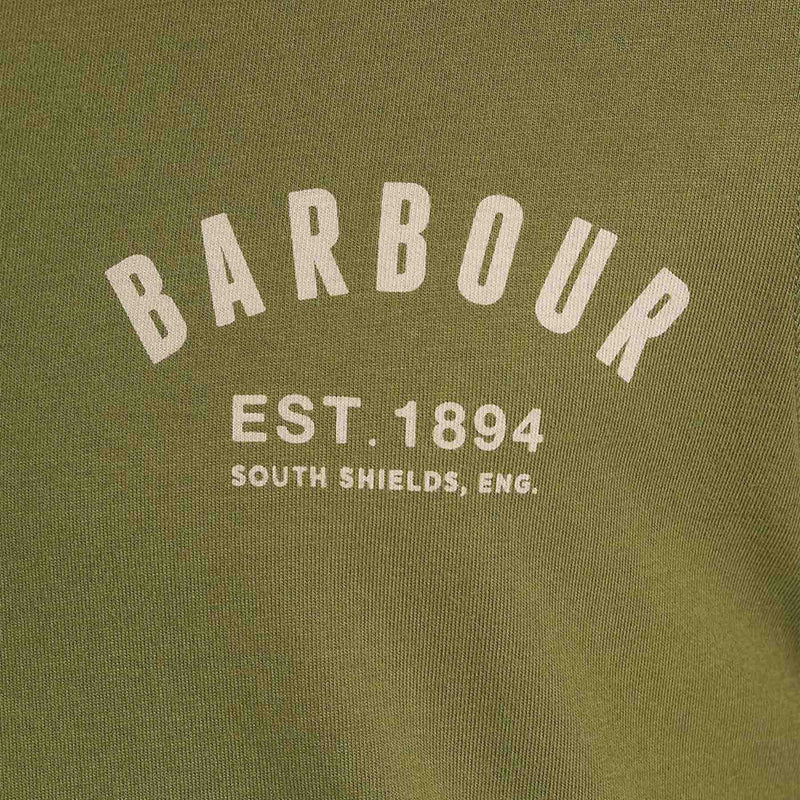 BARBOUR
EST. 1894
SOUTH SHIELDS, ENG.